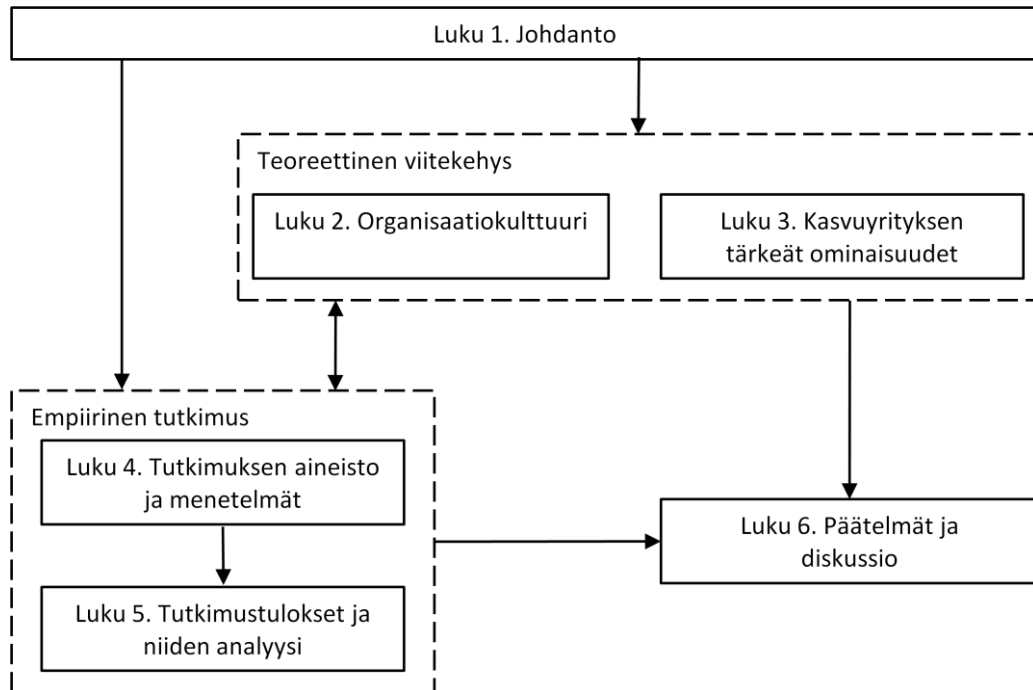 Luku 1. Johdanto
Teoreettinen viitekehys
Luku 2. Organisaatiokulttuuri
Luku 3. Kasvuyrityksen
tärkeät ominaisuudet
Empiirinen tutkimus
Luku 4. Tutkimuksen aineisto
ja menetelmät
Luku 5. Tutkimustulokset ja
niiden analyysi
Luku 6. Päätelmät ja
diskussio